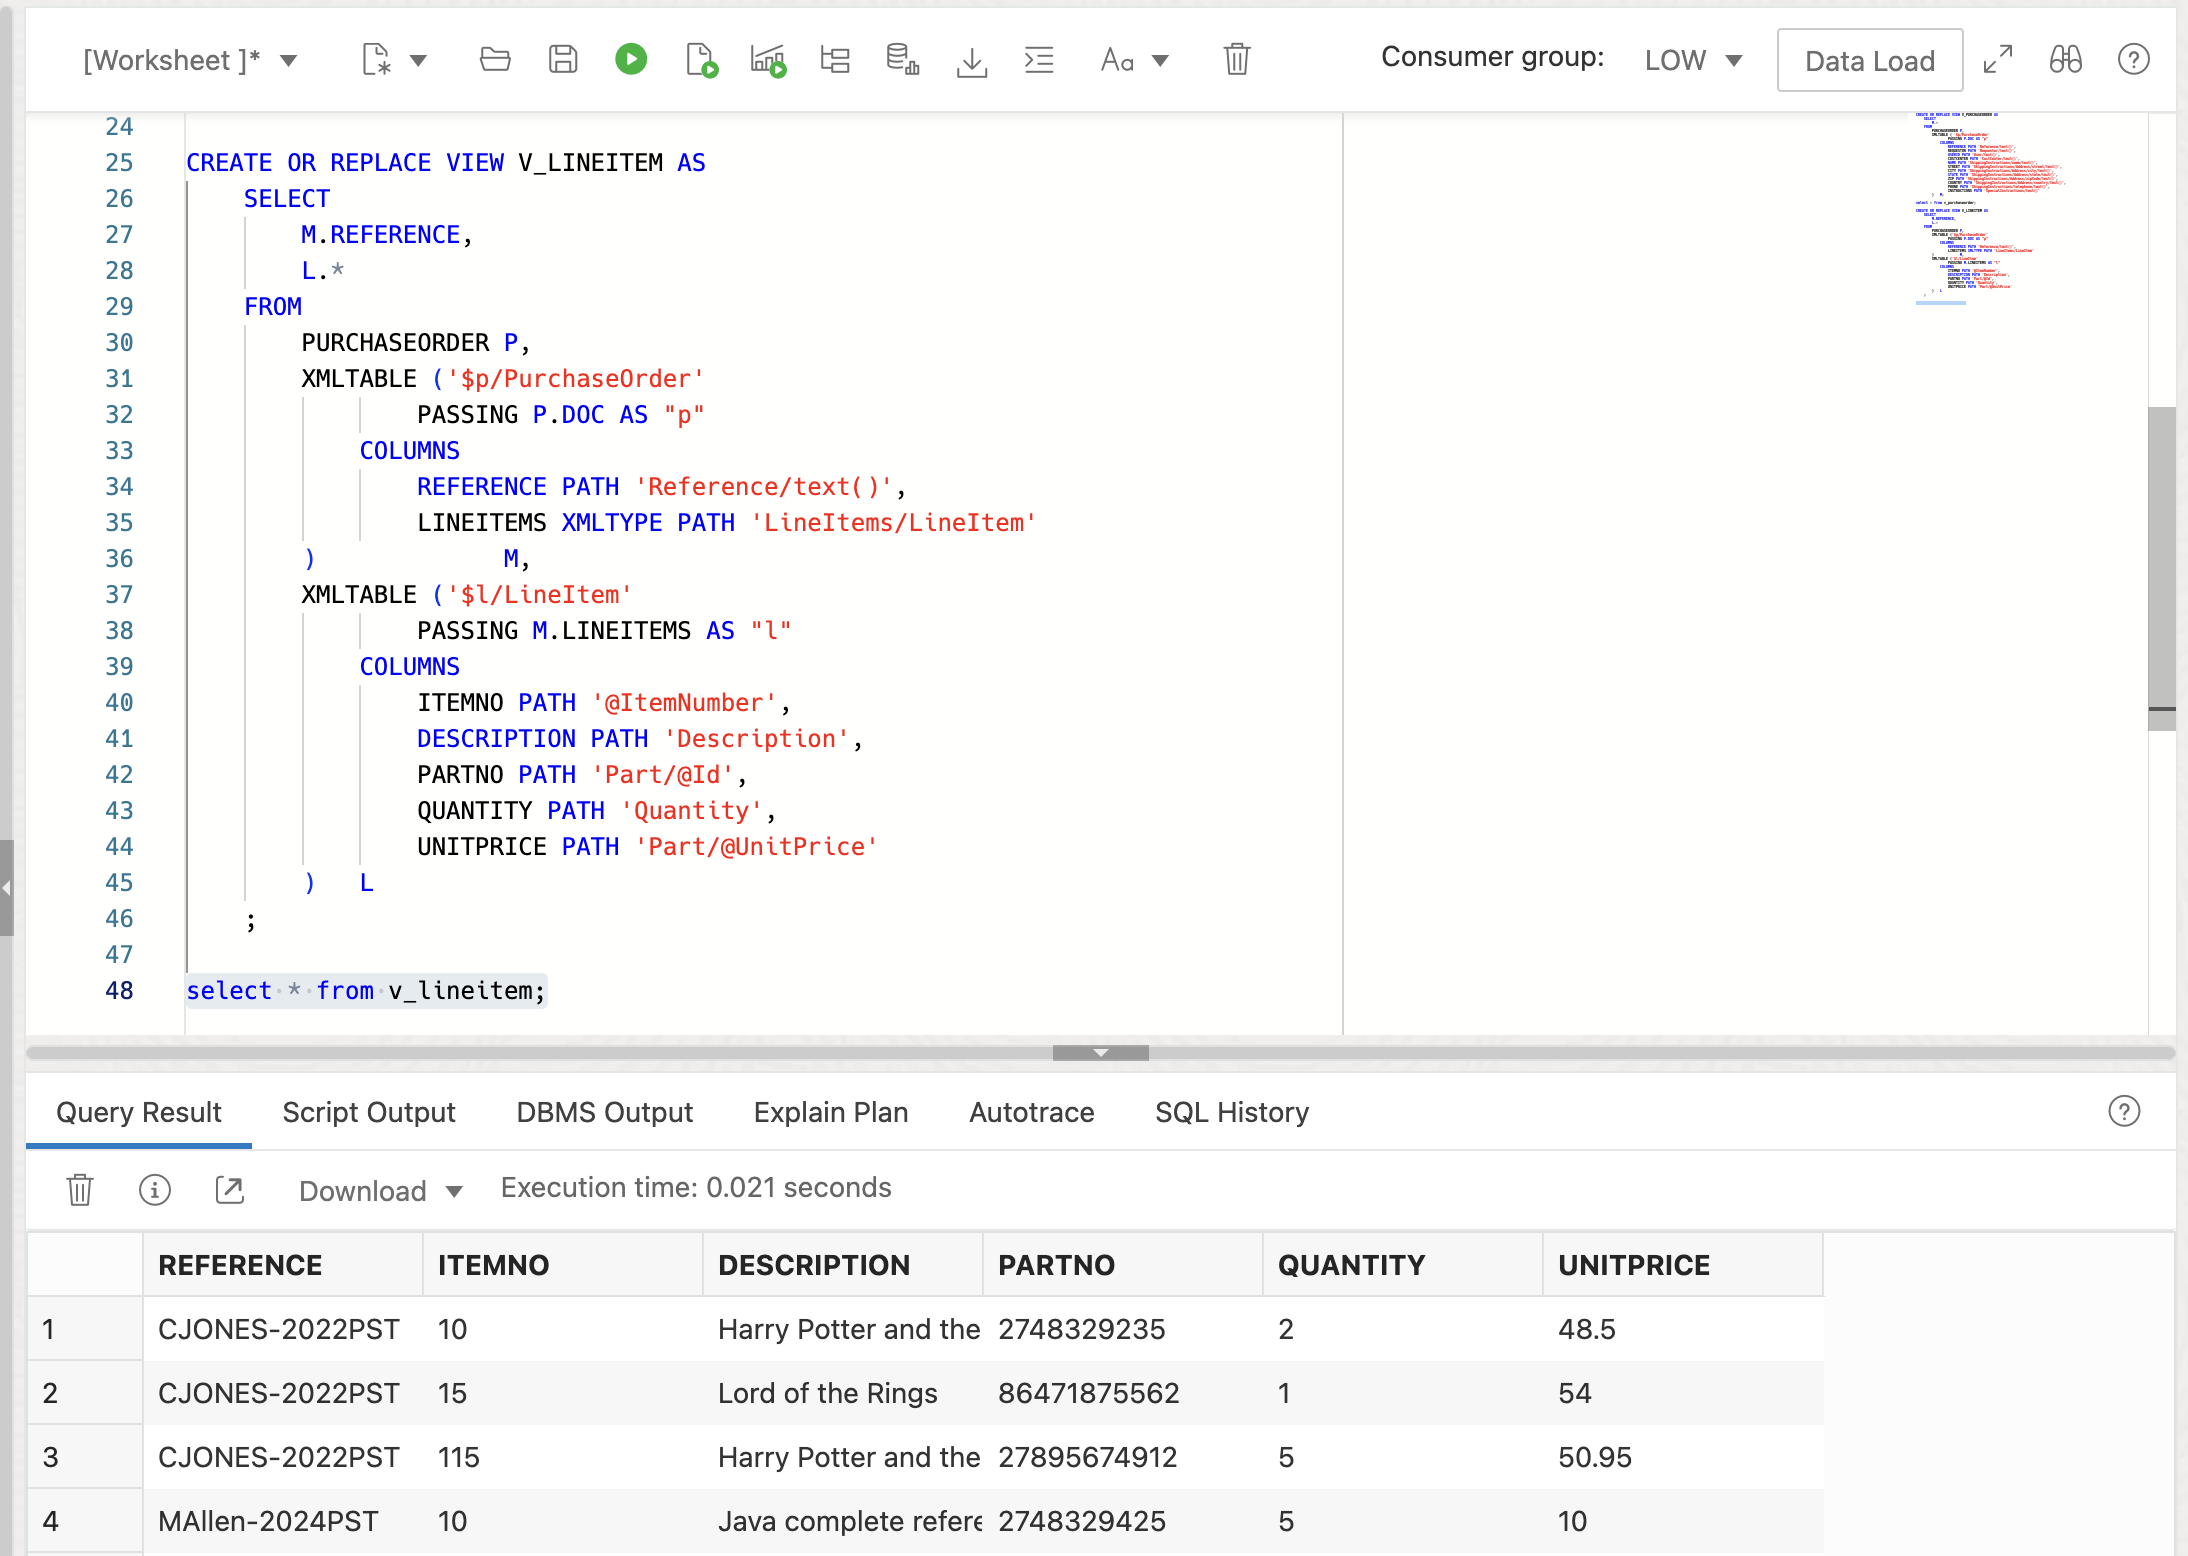 [Worksheet ]*
Aa
Consumer group:
LOW
Data Load
24
25 CREATE OR REPLACE VIEW V_LINEITEM AS
26 SELECT
27 M.REFERENCE,
28 L.*
29 FROM
30 PURCHASEORDER P,
31 XMLTABLE ('$p/PurchaseOrder'
32 PASSING P.DOC AS "p"
33 COLUMNS
34 REFERENCE PATH 'Reference/text()',
35 LINEITEMS XMLTYPE PATH 'LineItems/LineItem'
36 ) M,
37 XMLTABLE ('$l/LineItem'
38 PASSING M.LINEITEMS AS "l"
39 COLUMNS
40 ITEMNO PATH '@ItemNumber',
41 DESCRIPTION PATH 'Description',
42 PARTNO PATH 'Part/@Id',
43 QUANTITY PATH 'Quantity',
44 UNITPRICE PATH 'Part/@UnitPrice'
45 ) L
46 ;
47
48 select * from v_lineitem;
Query Result Script Output DBMS Output Explain Plan Autotrace SQL History
Download Execution time: 0.021 seconds
REFERENCE ITEMNO DESCRIPTION PARTNO QUANTITY UNITPRICE
1 CJONES-2022PST 10 Harry Potter and the 2748329235 2 48.5
2 CJONES-2022PST 15 Lord of the Rings 86471875562 1 54
3 CJONES-2022PST 115 Harry Potter and the 27895674912 5 50.95
4 MAllen-2024PST 10 Java complete refere 2748329425 5 10